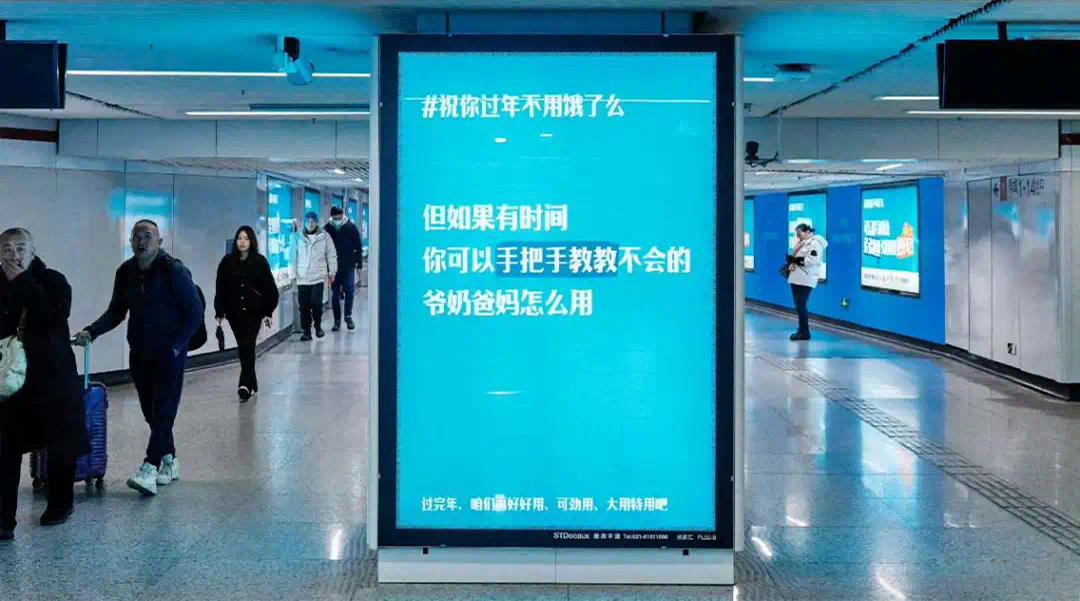 #祝你过年不用饿了么
但如果有时间
你可以手把手教教不会的
爷奶爸妈怎么用
过完年，咱们再好好用、可劲用、大用特用吧
STDecaux